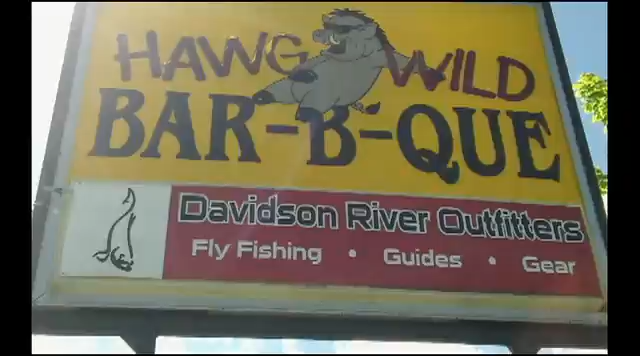 HAWG WILD
BAR-B-QUE
Davidson River Outfitters
Fly Fishing • Guides • Gear